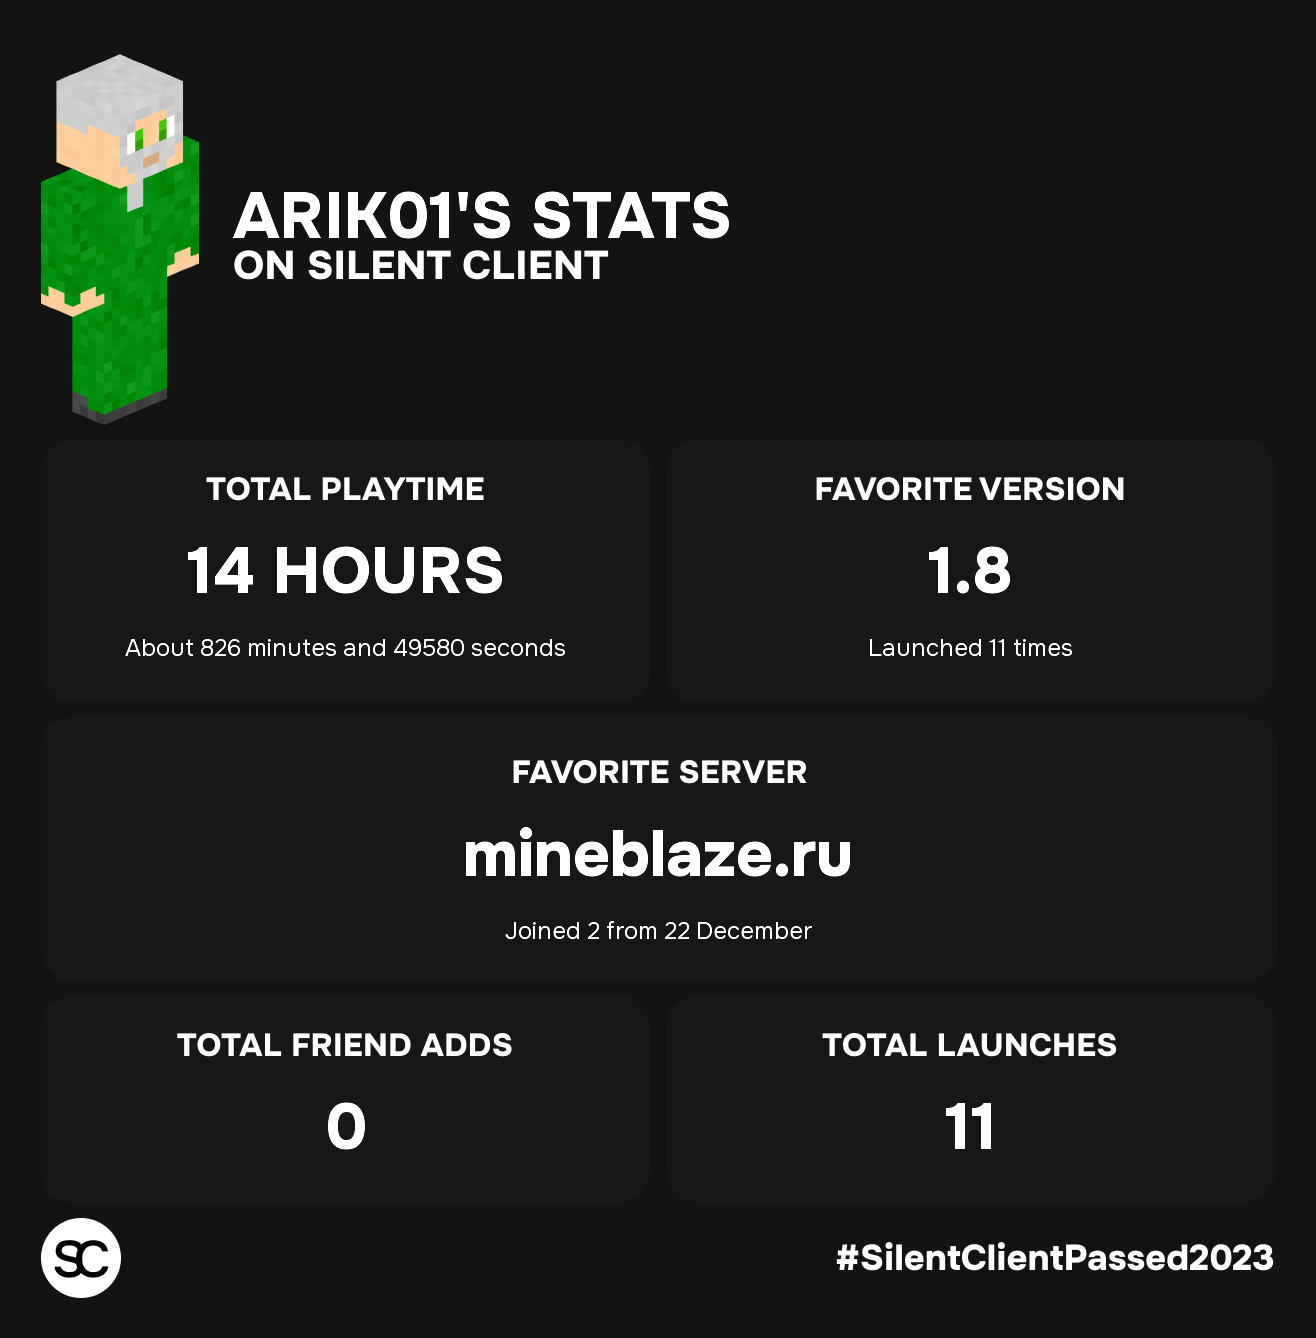 ARIK01'S STATS
ON SILENT CLIENT
TOTAL PLAYTIME
14 HOURS
About 826 minutes and 49580 seconds
FAVORITE VERSION
1.8
Launched 11 times
FAVORITE SERVER
mineblaze.ru
Joined 2 from 22 December
TOTAL FRIEND ADDS
0
TOTAL LAUNCHES
11
SC
#SilentClientPassed2023